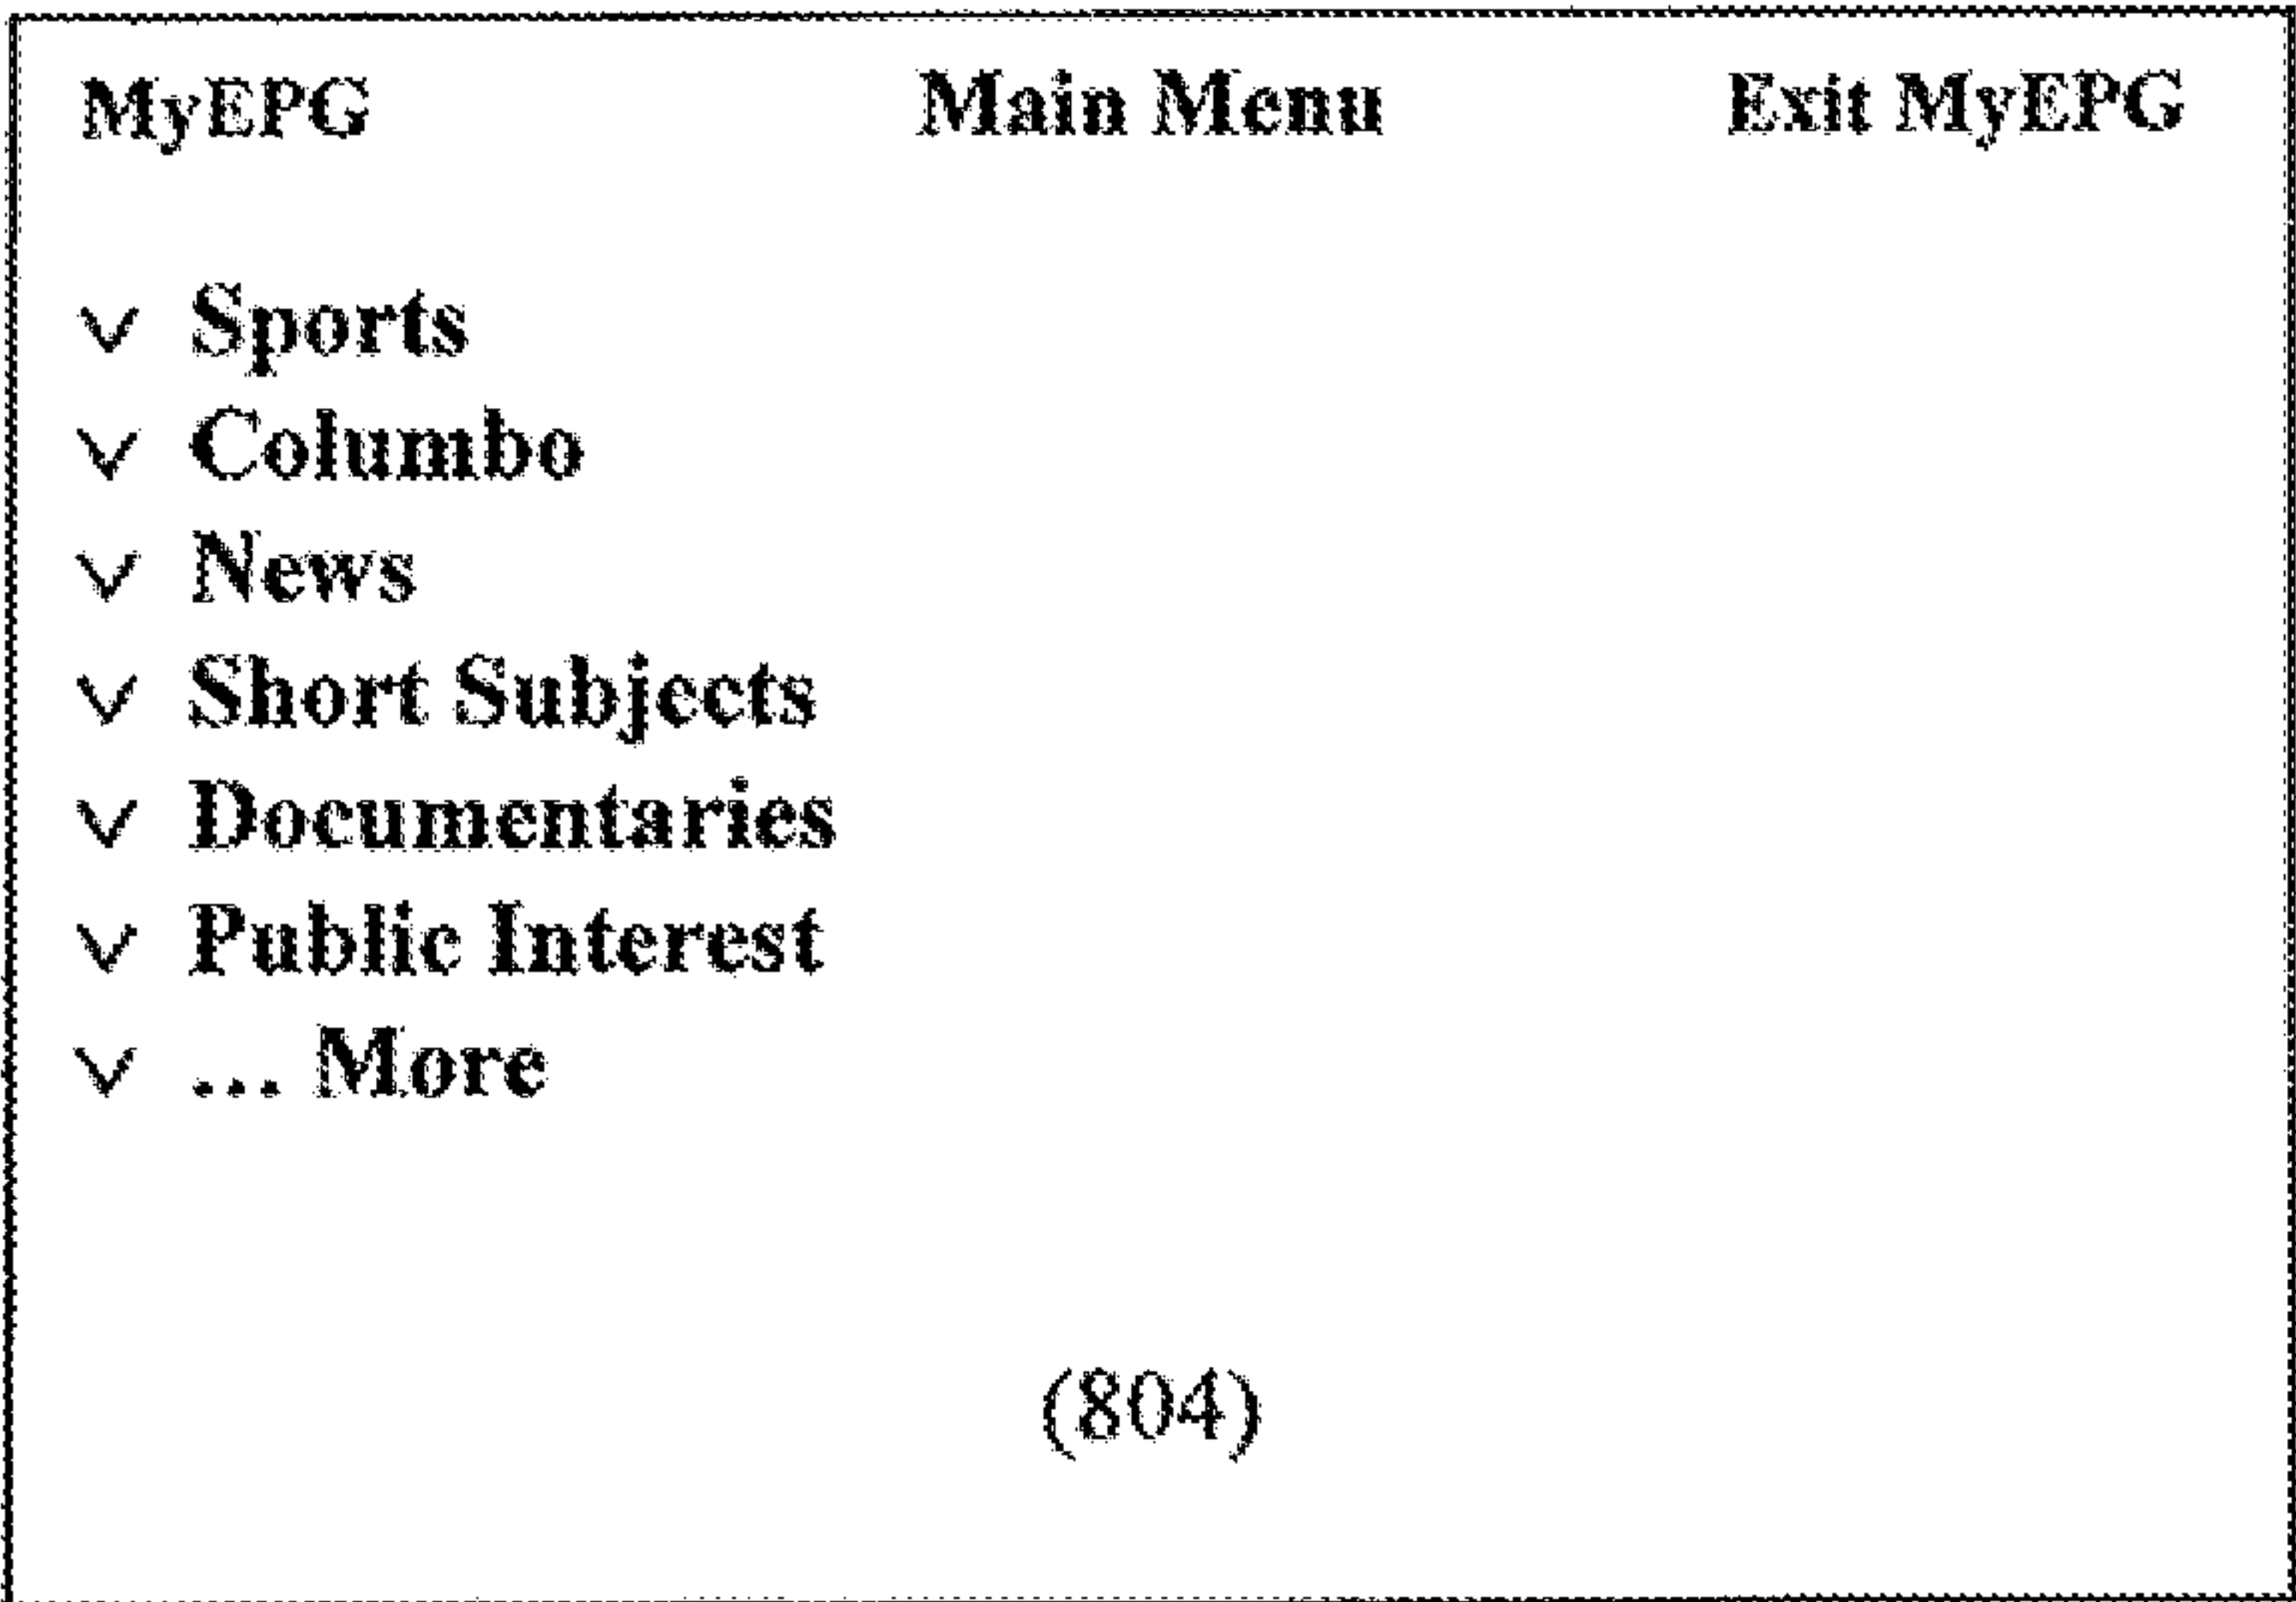 MyEPG Main Menu Exit MyEPG
∨ Sports
∨ Columbo
∨ News
∨ Short Subjects
∨ Documentaries
∨ Public Interest
∨ ... More
(804)